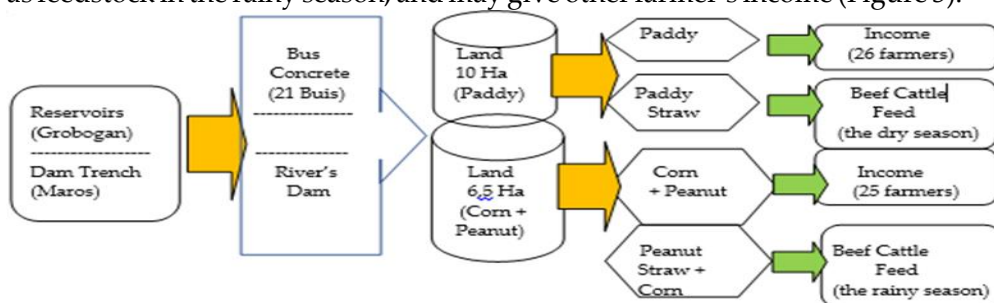 as feedstock in the rainy season, and may give other farmer's income (Figure 3).
Reservoirs
(Grobogan)
--------------------
Dam Trench
(Maros)
Bus
Concrete
(21 Buis)
----------------
----------------
River's
Dam
Land
10 Ha
(Paddy)
Land
6,5 Ha
(Corn +
Peanut)
Paddy
Paddy
Straw
Corn
+ Peanut
Peanut
Straw +
Corn
Income
(26 farmers)
Beef Cattle
Feed
(the dry season)
Income
(25 farmers)
Beef Cattle
Feed
(the rainy season)